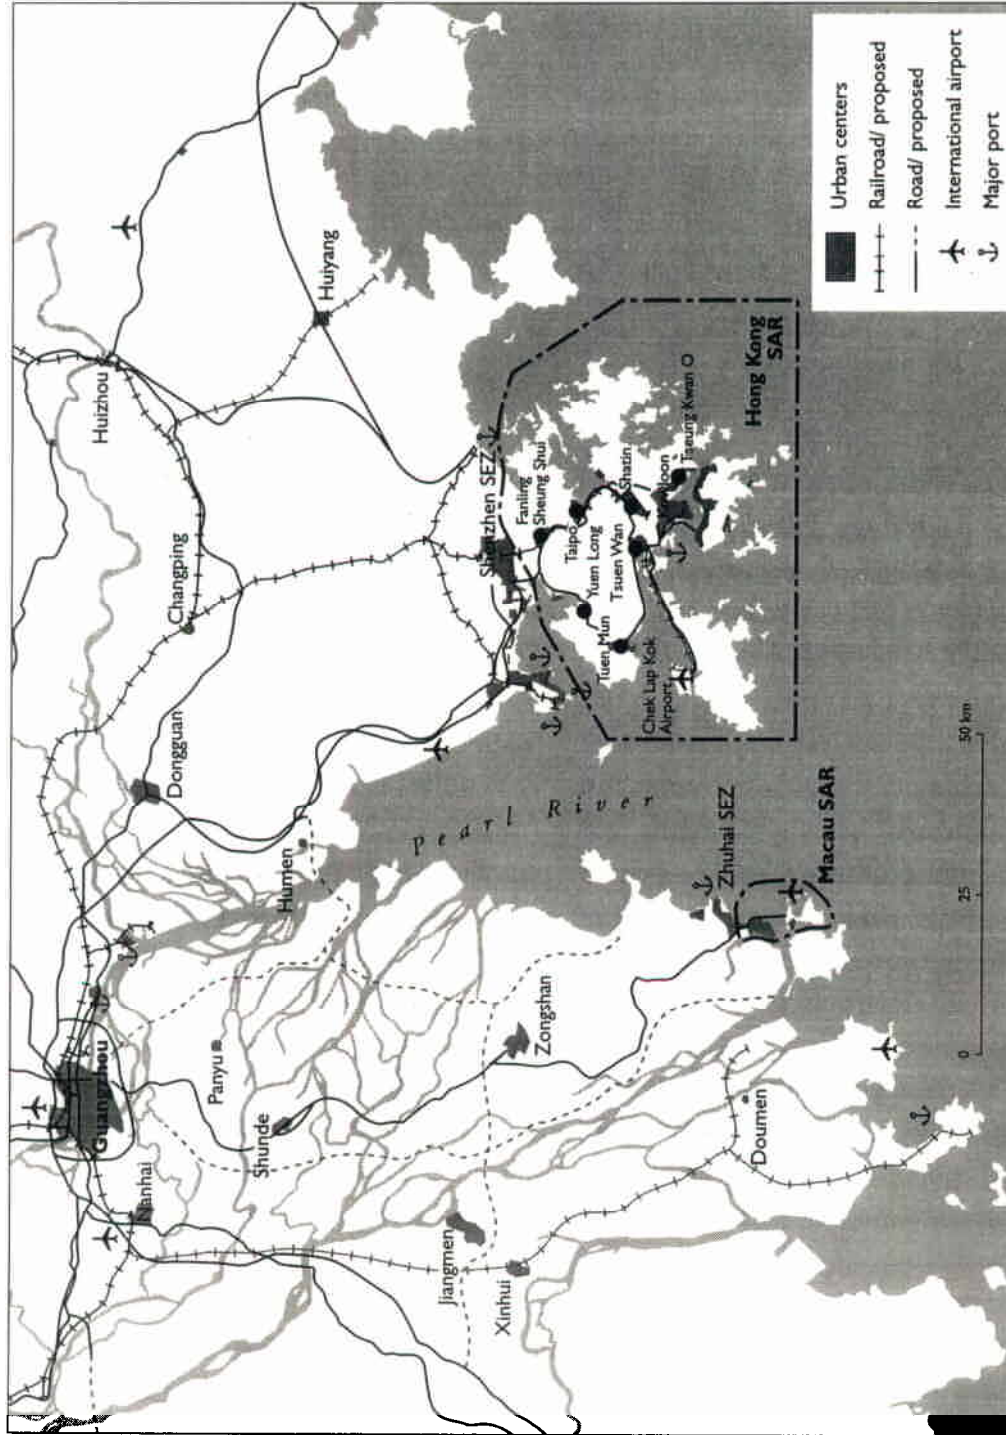 Guangzhou
Huizhou
Nanhai
Changping
Dongguan
Panyu
Shunde
Humen
Huiyang
Jiangmen
Pearl River
Shenzhen SEZ
Xinhui
Zongshan
Fanling
Sheung Shui
Taipo
Yuen Long
Tuen Mun
Tsuen Wan
Shatin
Chek Lap Kok
Airport
Tseung Kwan O
Zhuhai SEZ
Doumen
Hong Kong
SAR
Macau SAR
0 25 50 km
Urban centers
Railroad/ proposed
Road/ proposed
International airport
Major port